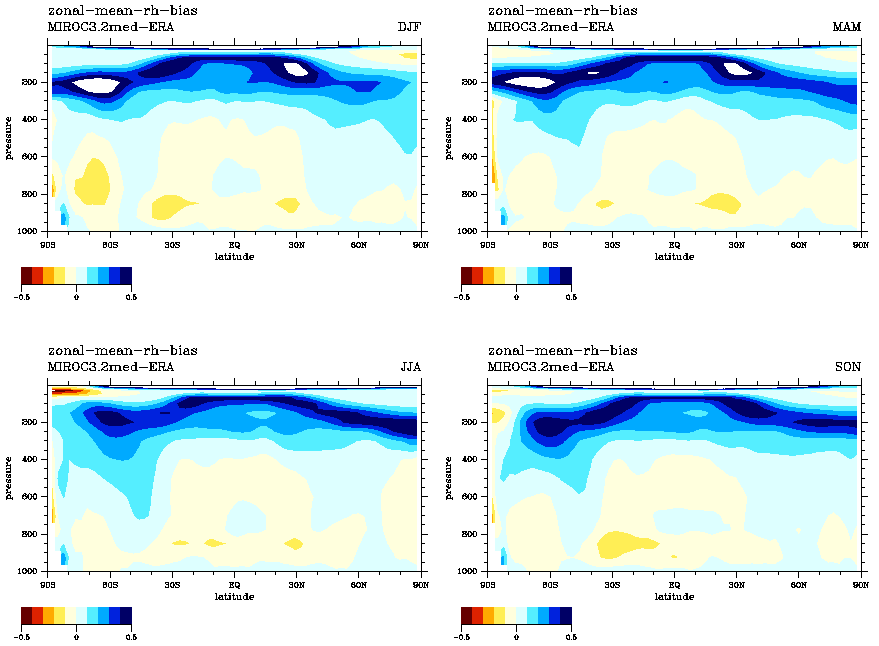 zonal-mean-rh-bias
MIROC3.2med-ERA DJF
200
400
600
800
1000
pressure
90S 60S 30S EQ 30N 60N 90N
latitude
-0.5 0 0.5
zonal-mean-rh-bias
MIROC3.2med-ERA MAM
200
400
600
800
1000
pressure
90S 60S 30S EQ 30N 60N 90N
latitude
-0.5 0 0.5
zonal-mean-rh-bias
MIROC3.2med-ERA JJA
200
400
600
800
1000
pressure
90S 60S 30S EQ 30N 60N 90N
latitude
-0.5 0 0.5
zonal-mean-rh-bias
MIROC3.2med-ERA SON
200
400
600
800
1000
pressure
90S 60S 30S EQ 30N 60N 90N
latitude
-0.5 0 0.5